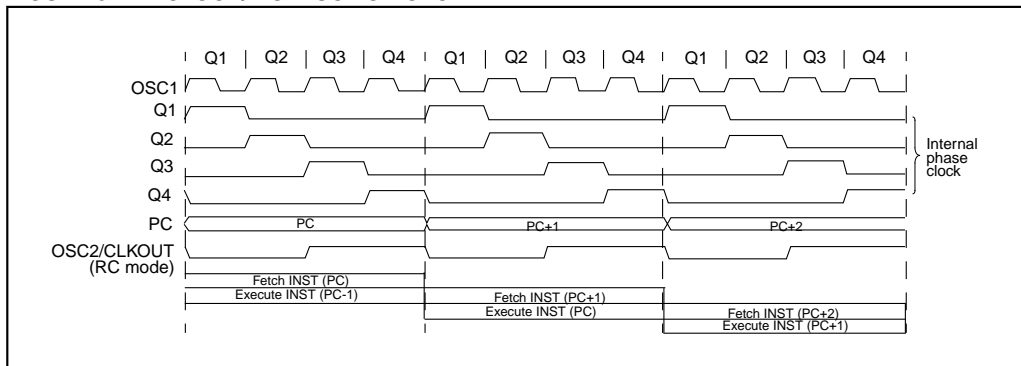 Q1 Q2 Q3 Q4 Q1 Q2 Q3 Q4 Q1 Q2 Q3 Q4
OSC1
Q1
Q2
Q3
Q4
Internal
phase
clock
PC
PC PC+1 PC+2
OSC2/CLKOUT
(RC mode)
Fetch INST (PC)
Execute INST (PC-1) Fetch INST (PC+1)
Execute INST (PC) Fetch INST (PC+2)
Execute INST (PC+1)